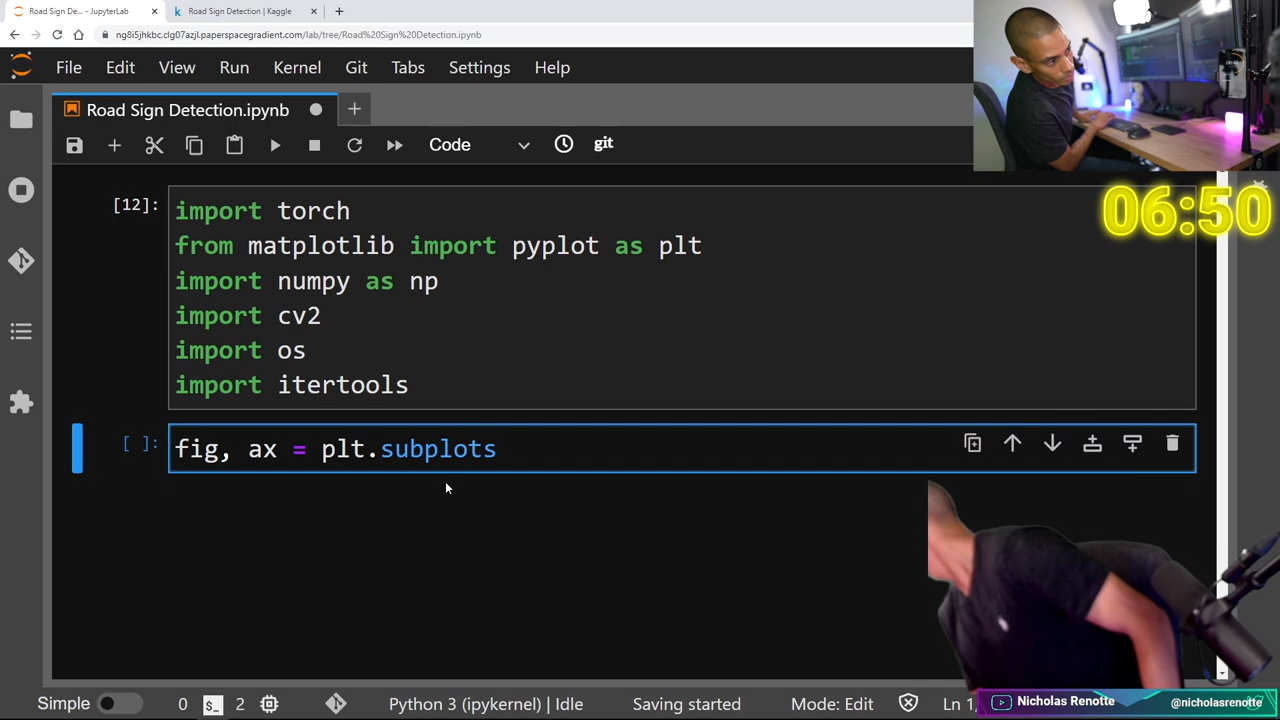 Road Sign De... - JupyterLab
Road Sign Detection | Kaggle
ng8i5jhkbc.clg07azjl.paperspacegradient.com/lab/tree/Road%20Sign%20Detection.ipynb
File Edit View Run Kernel Git Tabs Settings Help
Road Sign Detection.ipynb
Code
git
06:50
[12]:
import torch
from matplotlib import pyplot as plt
import numpy as np
import cv2
import os
import itertools
[ ]:
fig, ax = plt.subplots
Simple 0 $_ 2 Python 3 (ipykernel) | Idle Saving started Mode: Edit Ln 1,
Nicholas Renotte @nicholasrenotte